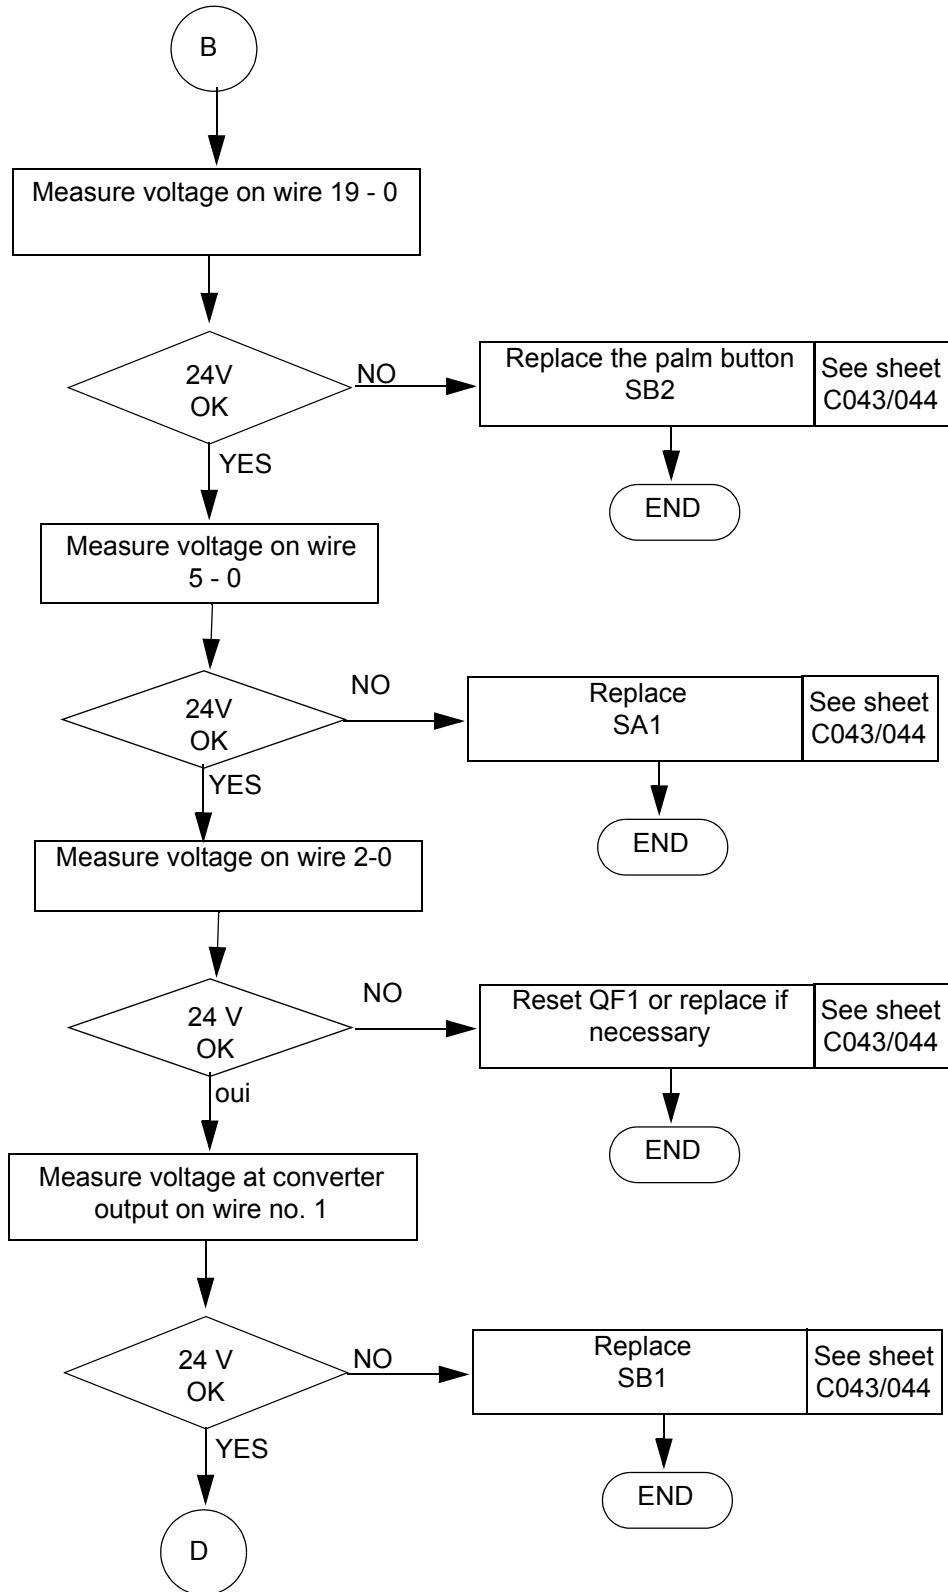 B
Measure voltage on wire 19 - 0
24V
OK
NO
Replace the palm button
SB2
See sheet
C043/044
END
YES
Measure voltage on wire
5 - 0
24V
OK
NO
Replace
SA1
See sheet
C043/044
END
YES
Measure voltage on wire 2-0
24 V
OK
NO
Reset QF1 or replace if
necessary
See sheet
C043/044
END
oui
Measure voltage at converter
output on wire no. 1
24 V
OK
NO
Replace
SB1
See sheet
C043/044
END
YES
D